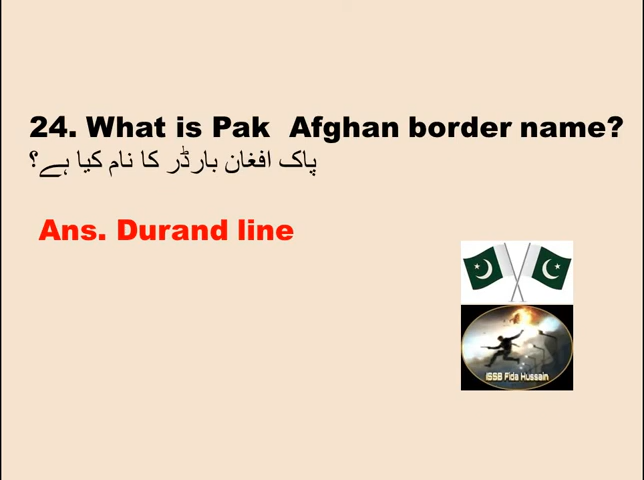 24. What is Pak  Afghan border name?
پاک افغان بارڈر کا نام کیا ہے؟
Ans. Durand line
ISSB Fida Hussain